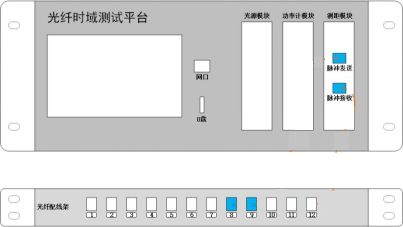 光纤时域测试平台
光源模块 功率计模块 测距模块
网口
U盘
脉冲发送
脉冲接收
光纤配线架
1 2 3 4 5 6 7 8 9 10 11 12